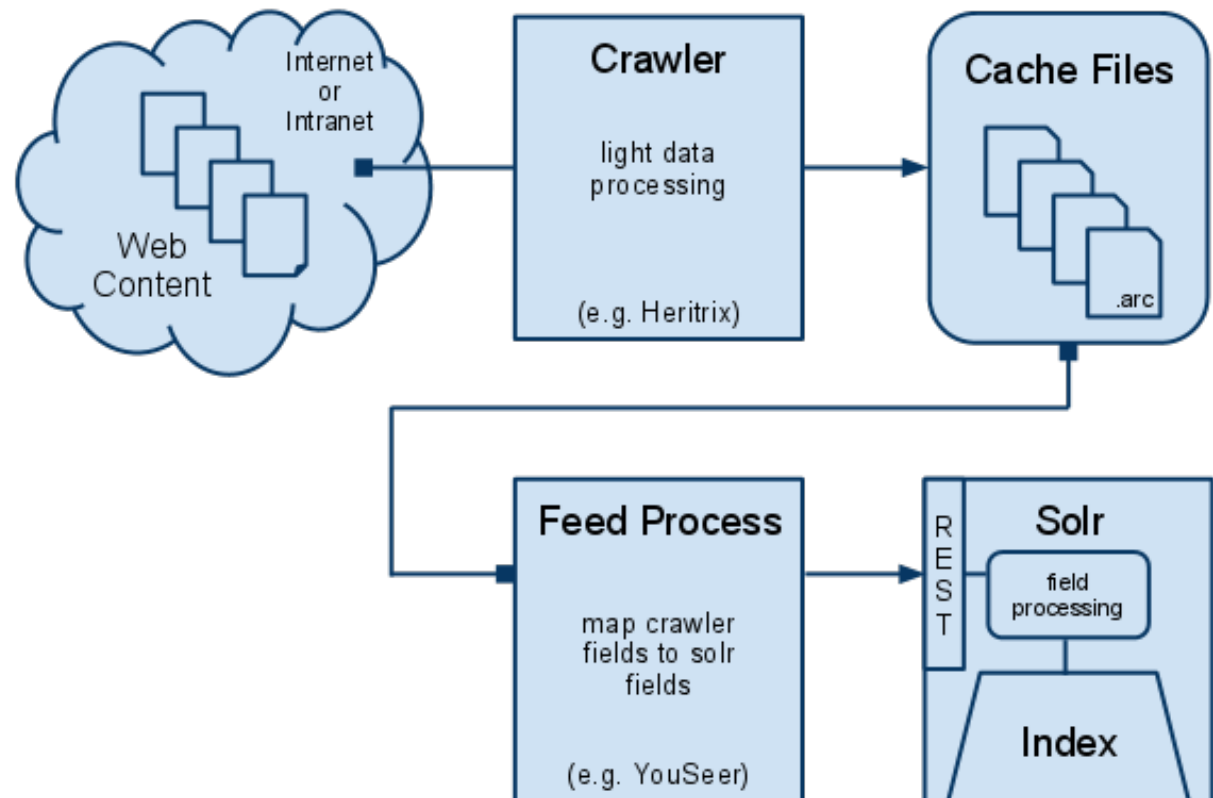 Internet
or
Intranet
Web
Content
Crawler
light data
processing
(e.g. Heritrix)
Cache Files
.arc
Feed Process
map crawler
fields to solr
fields
(e.g. YouSeer)
R
E
S
T
Solr
field
processing
Index